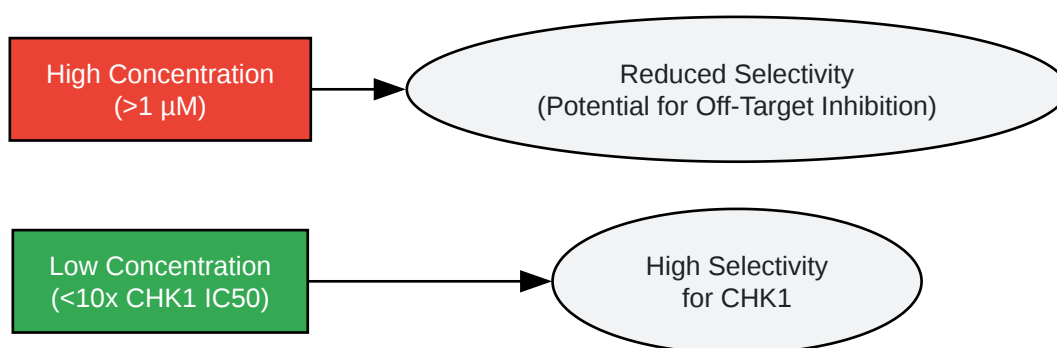 High Concentration
(>1 µM)
Reduced Selectivity
(Potential for Off-Target Inhibition)
Low Concentration
(<10x CHK1 IC50)
High Selectivity
for CHK1